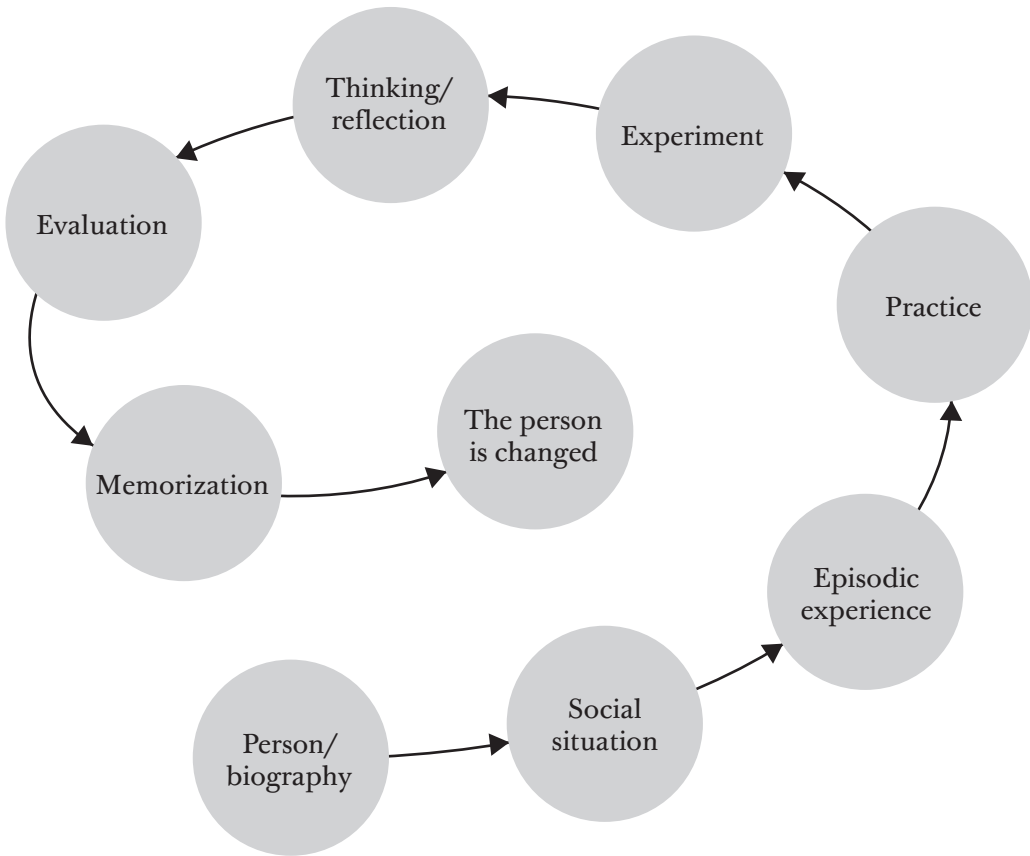 Thinking/
reflection
Experiment
Evaluation
Practice
The person
is changed
Memorization
Episodic
experience
Social
situation
Person/
biography